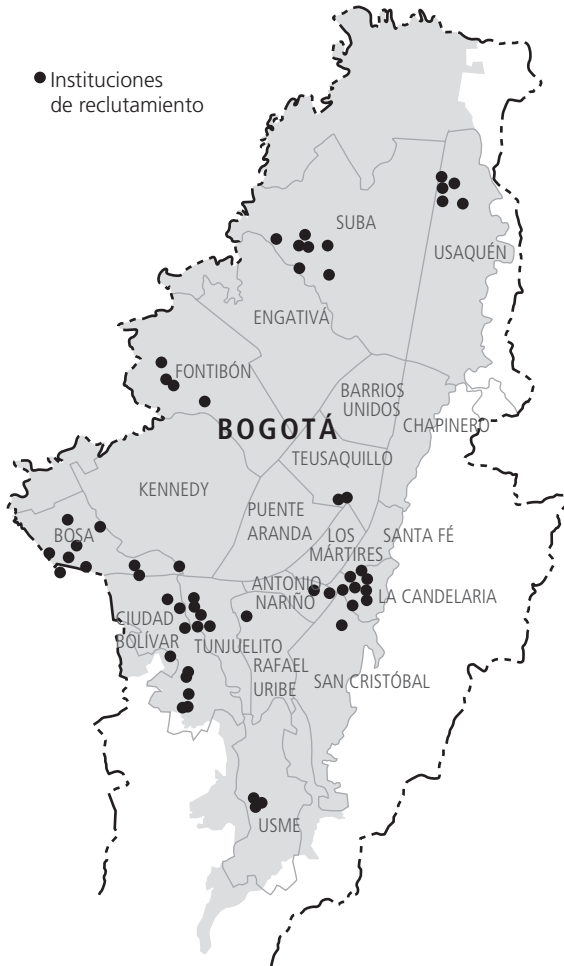 Instituciones
de reclutamiento
SUBA
USAQUÉN
ENGATIVÁ
FONTIBÓN
BARRIOS
UNIDOS
CHAPINERO
BOGOTÁ
TEUSAQUILLO
KENNEDY
PUENTE
ARANDA
BOSA
LOS
MÁRTIRES
SANTA FÉ
ANTONIO
NARIÑO
LA CANDELARIA
CIUDAD
BOLÍVAR
TUNJUELITO
RAFAEL
URIBE
SAN CRISTÓBAL
USME